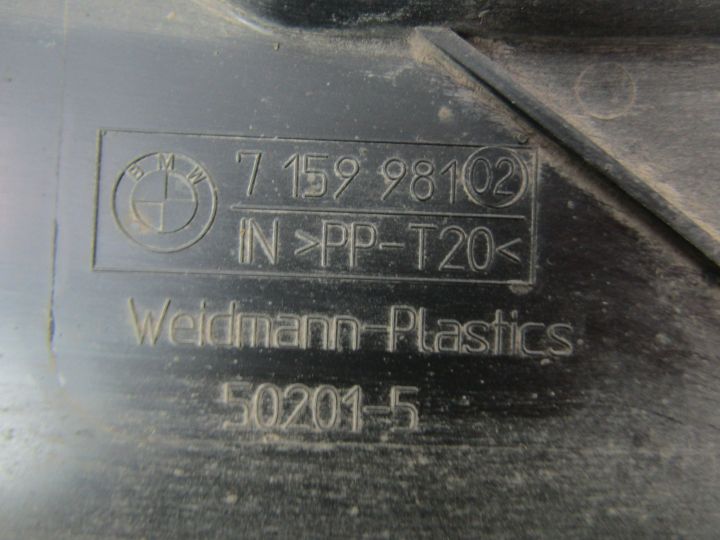 BMW
7 159 981 02
IN >PP-T20<
Weidmann-Plastics
50201-5